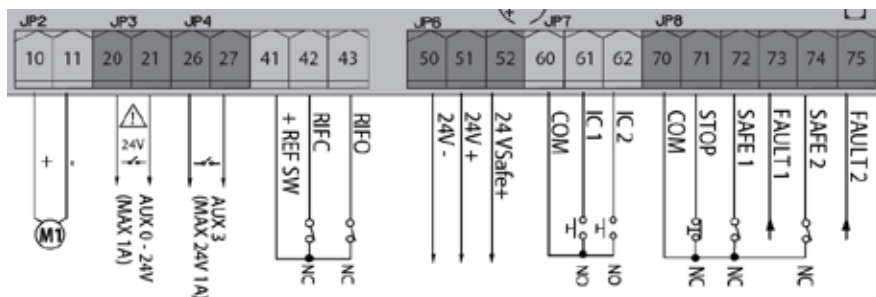 JP2 JP3 JP4 JP6 JP7 JP8
10 11 20 21 26 27 41 42 43 50 51 52 60 61 62 70 71 72 73 74 75
+ -
24V
AUX 0 - 24V
(MAX 1A)
AUX 3
(MAX 24V 1A)
+ REF SW
RIFC
RIFO
24V -
24V +
24 VSafe+
COM
IC 1
IC 2
COM
STOP
SAFE 1
FAULT 1
SAFE 2
FAULT 2
M1
NC
NC
NO
NO
NC
NC
NC